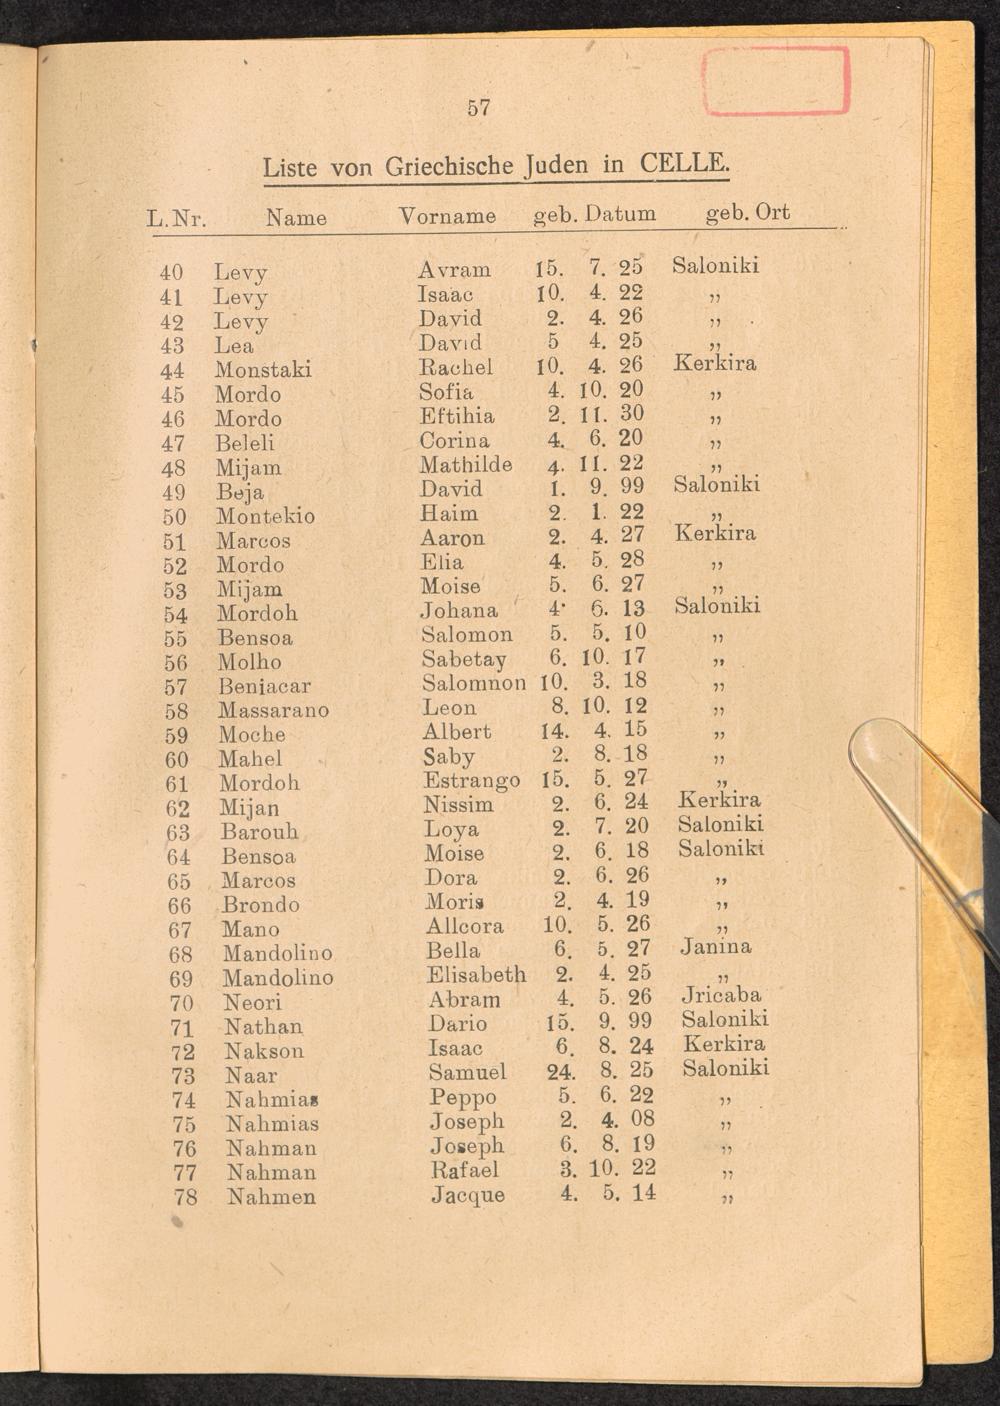 57
Liste von Griechische Juden in CELLE.
L.Nr. Name Vorname geb. Datum geb. Ort
40 Levy Avram 15. 7. 25 Saloniki
41 Levy Isaac 10. 4. 22 „
42 Levy David 2. 4. 26 „
43 Lea David 5 4. 25 „
44 Monstaki Rachel 10. 4. 26 Kerkira
45 Mordo Sofia 4. 10. 20 „
46 Mordo Eftihia 2. 11. 30 „
47 Beleli Corina 4. 6. 20 „
48 Mijam Mathilde 4. 11. 22 „
49 Beja David 1. 9. 99 Saloniki
50 Montekio Haim 2. 1. 22 „
51 Marcos Aaron 2. 4. 27 Kerkira
52 Mordo Elia 4. 5. 28 „
53 Mijam Moise 5. 6. 27 „
54 Mordoh Johana 4. 6. 13 Saloniki
55 Bensoa Salomon 5. 5. 10 „
56 Molho Sabetay 6. 10. 17 „
57 Beniacar Salomnon 10. 3. 18 „
58 Massarano Leon 8. 10. 12 „
59 Moche Albert 14. 4. 15 „
60 Mahel Saby 2. 8. 18 „
61 Mordoh Estrango 15. 5. 27 „
62 Mijan Nissim 2. 6. 24 Kerkira
63 Barouh Loya 2. 7. 20 Saloniki
64 Bensoa Moise 2. 6. 18 Saloniki
65 Marcos Dora 2. 6. 26 „
66 Brondo Moris 2. 4. 19 „
67 Mano Allcora 10. 5. 26 „
68 Mandolino Bella 6. 5. 27 Janina
69 Mandolino Elisabeth 2. 4. 25 „
70 Neori Abram 4. 5. 26 Jricaba
71 Nathan Dario 15. 9. 99 Saloniki
72 Nakson Isaac 6. 8. 24 Kerkira
73 Naar Samuel 24. 8. 25 Saloniki
74 Nahmias Peppo 5. 6. 22 „
75 Nahmias Joseph 2. 4. 08 „
76 Nahman Joseph 6. 8. 19 „
77 Nahman Rafael 3. 10. 22 „
78 Nahmen Jacque 4. 5. 14 „